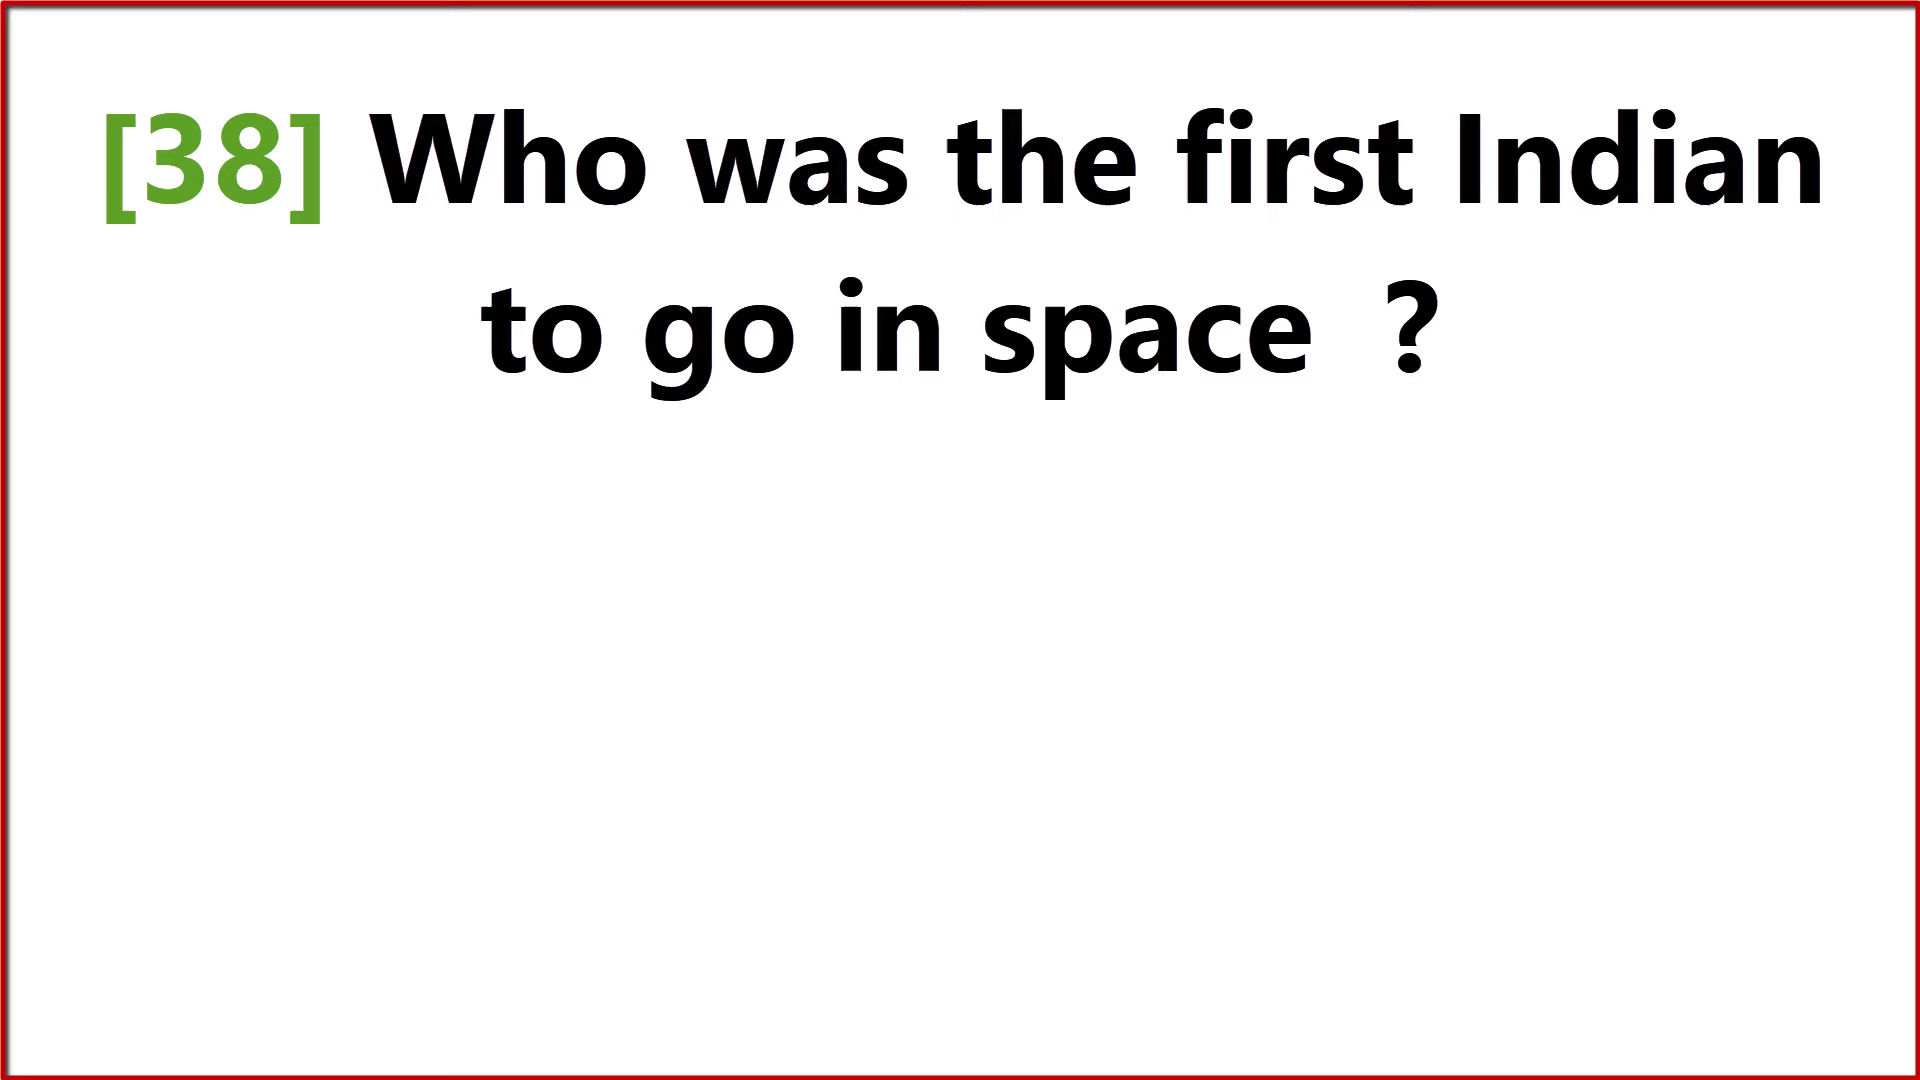 [38] Who was the first Indian
to go in space ?